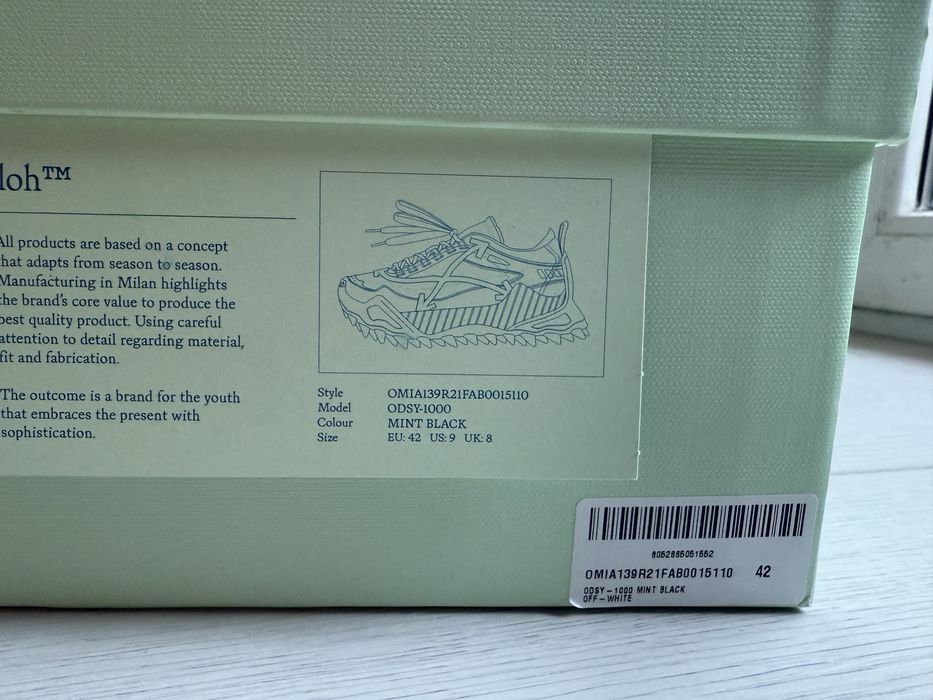 loh™
All products are based on a concept
that adapts from season to season.
Manufacturing in Milan highlights
the brand's core value to produce the
best quality product. Using careful
attention to detail regarding material,
fit and fabrication.
The outcome is a brand for the youth
that embraces the present with
sophistication.
Style OMIA139R21FAB0015110
Model ODSY-1000
Colour MINT BLACK
Size EU: 42 US: 9 UK: 8
8052865051552
OMIA139R21FAB0015110 42
ODSY-1000 MINT BLACK
OFF-WHITE